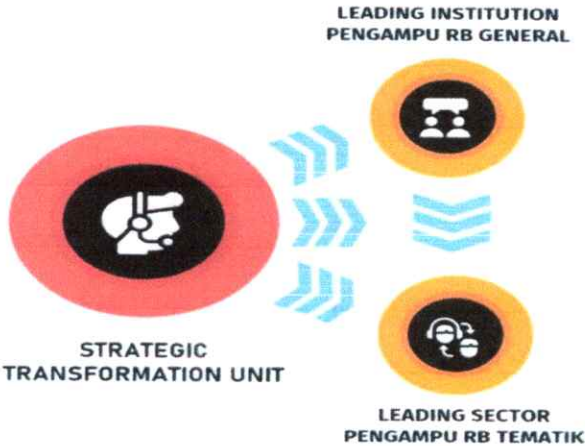 LEADING INSTITUTION
PENGAMPU RB GENERAL
STRATEGIC
TRANSFORMATION UNIT
LEADING SECTOR
PENGAMPU RB TEMATIK